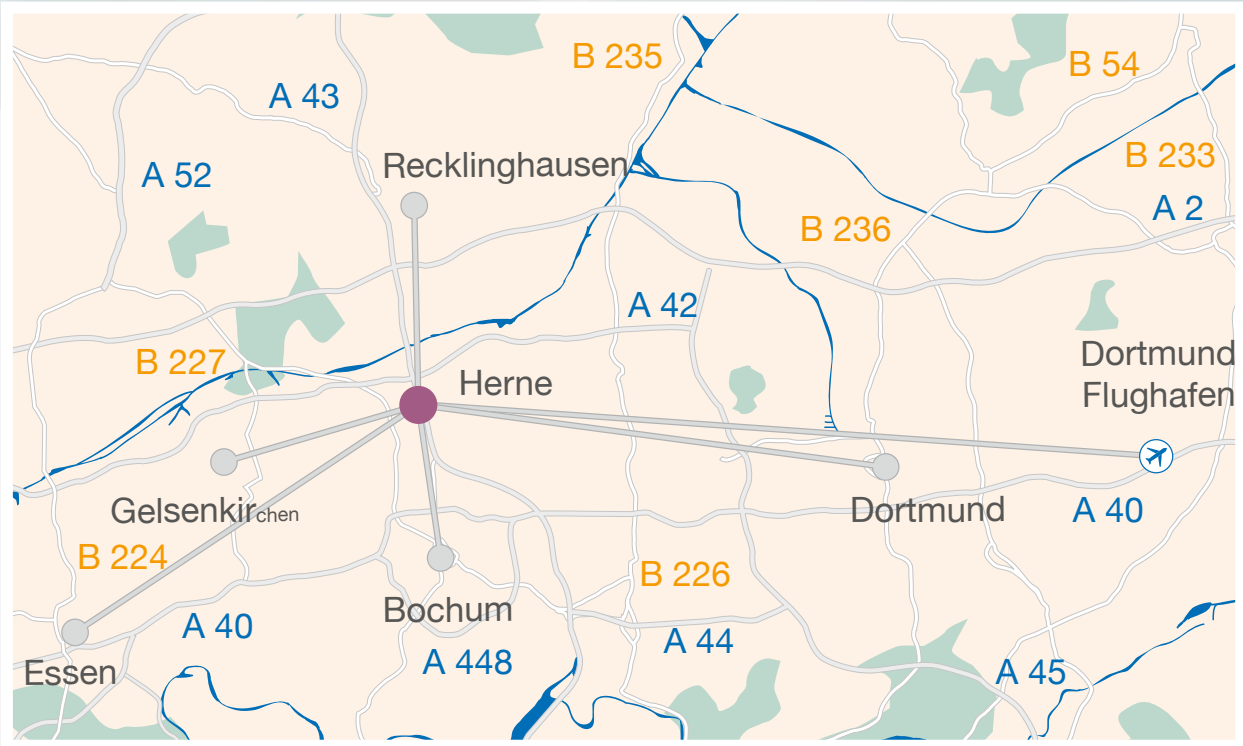 B 235
B 54
A 43
B 233
Recklinghausen
A 52
A 2
B 236
A 42
Dortmund
Flughafen
B 227
Herne
Gelsenkirchen
Dortmund
A 40
B 224
B 226
Bochum
A 40
A 44
A 448
Essen
A 45